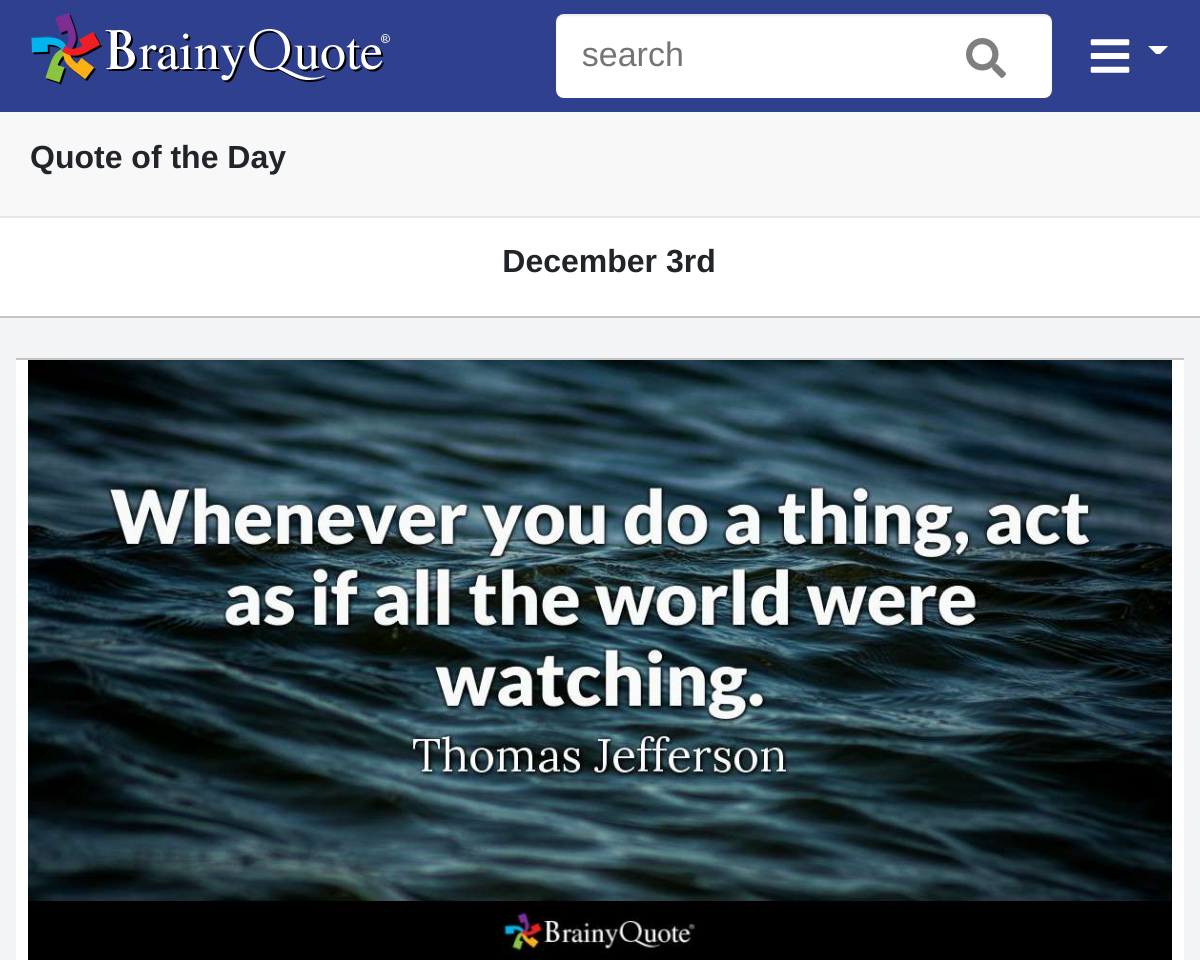 BrainyQuote®
search
Quote of the Day
December 3rd
Whenever you do a thing, act
as if all the world were
watching.
Thomas Jefferson
BrainyQuote®